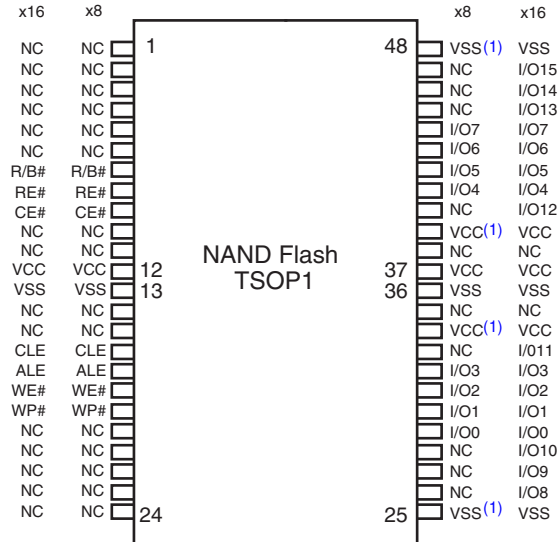 x16 x8 x8 x16
NC NC 1 48 VSS(1) VSS
NC NC NC I/O15
NC NC NC I/O14
NC NC NC I/O13
NC NC I/O7 I/O7
NC NC I/O6 I/O6
R/B# R/B# I/O5 I/O5
RE# RE# I/O4 I/O4
CE# CE# NC I/O12
NC NC VCC(1) VCC
NC NC NAND Flash NC NC
VCC VCC 12 TSOP1 37 VCC VCC
VSS VSS 13 36 VSS VSS
NC NC NC NC
NC NC VCC(1) VCC
CLE CLE NC I/011
ALE ALE I/O3 I/O3
WE# WE# I/O2 I/O2
WP# WP# I/O1 I/O1
NC NC I/O0 I/O0
NC NC NC I/O10
NC NC NC I/O9
NC NC NC I/O8
NC NC 24 25 VSS(1) VSS